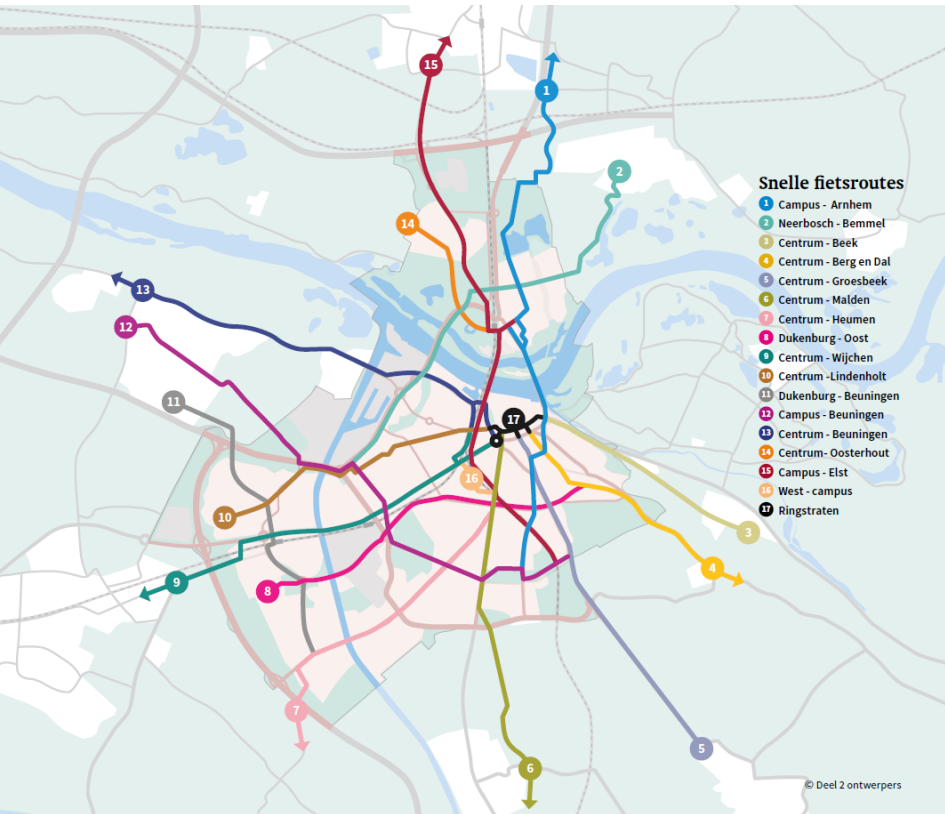 15
1
2
14
13
12
11
17
16
10
3
4
9
8
7
5
6
Snelle fietsroutes
1 Campus - Arnhem
2 Neerbosch - Bemmel
3 Centrum - Beek
4 Centrum - Berg en Dal
5 Centrum - Groesbeek
6 Centrum - Malden
7 Centrum - Heumen
8 Dukenburg - Oost
9 Centrum - Wijchen
10 Centrum -Lindenholt
11 Dukenburg - Beuningen
12 Campus - Beuningen
13 Centrum - Beuningen
14 Centrum- Oosterhout
15 Campus - Elst
16 West - campus
17 Ringstraten
© Deel 2 ontwerpers